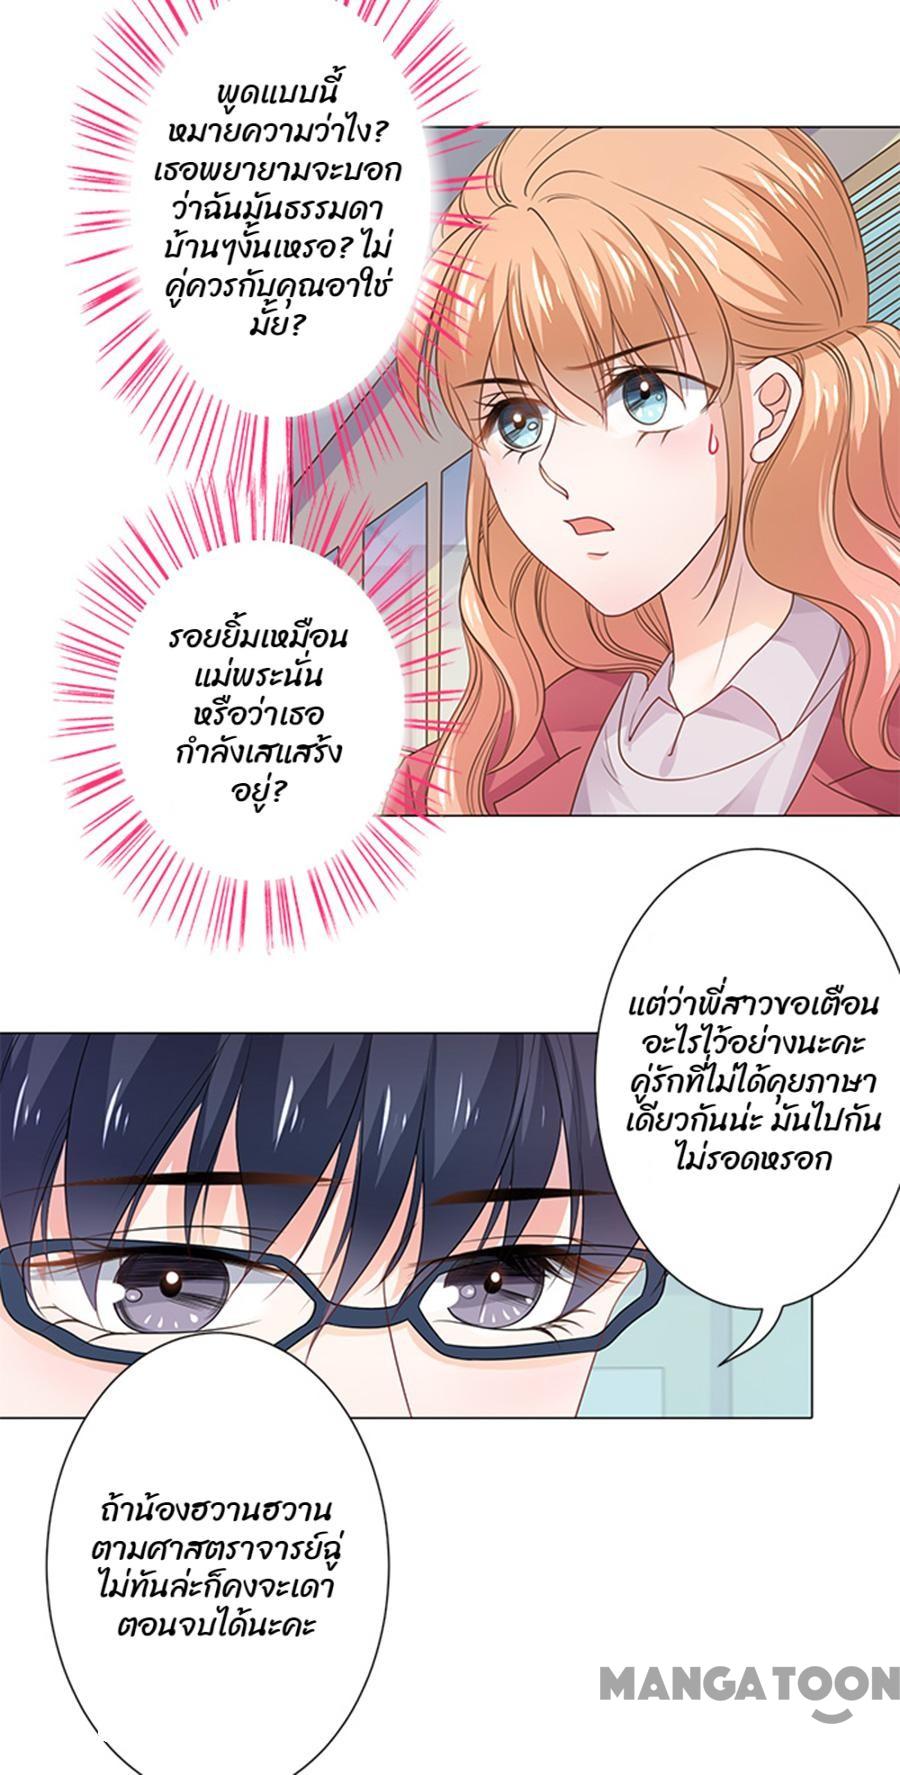 พูดแบบนี้
หมายความว่าไง?
เธอพยายามจะบอก
ว่าฉันมันธรรมดา
บ้านๆงั้นเหรอ? ไม่
คู่ควรกับคุณอาใช่
มั้ย?
รอยยิ้มเหมือน
แม่พระนั่น
หรือว่าเธอ
กำลังเสแสร้ง
อยู่?
แต่ว่าพี่สาวขอเตือน
อะไรไว้อย่างนะคะ
คู่รักที่ไม่ได้คุยภาษา
เดียวกันน่ะ มันไปกัน
ไม่รอดหรอก
ถ้าน้องฮวานฮวาน
ตามศาสตราจารย์ฉู่
ไม่ทันล่ะก็คงจะเดา
ตอนจบได้นะคะ
MANGATOON